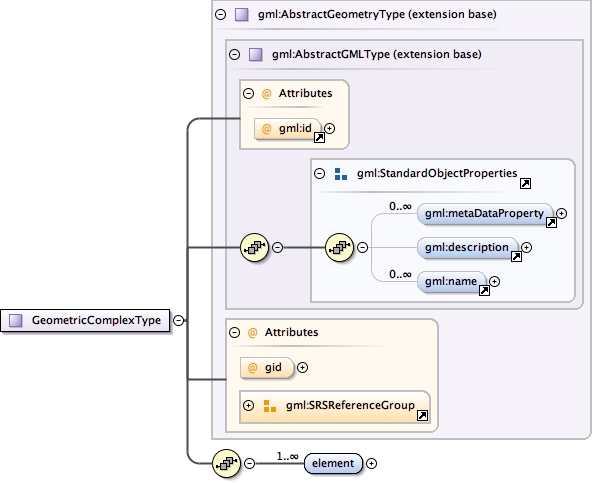 gml:AbstractGeometryType (extension base)
gml:AbstractGMLType (extension base)
@ Attributes
@ gml:id
gml:StandardObjectProperties
0..∞
gml:metaDataProperty
gml:description
0..∞
gml:name
GeometricComplexType
@ Attributes
@ gid
gml:SRSReferenceGroup
1..∞
element